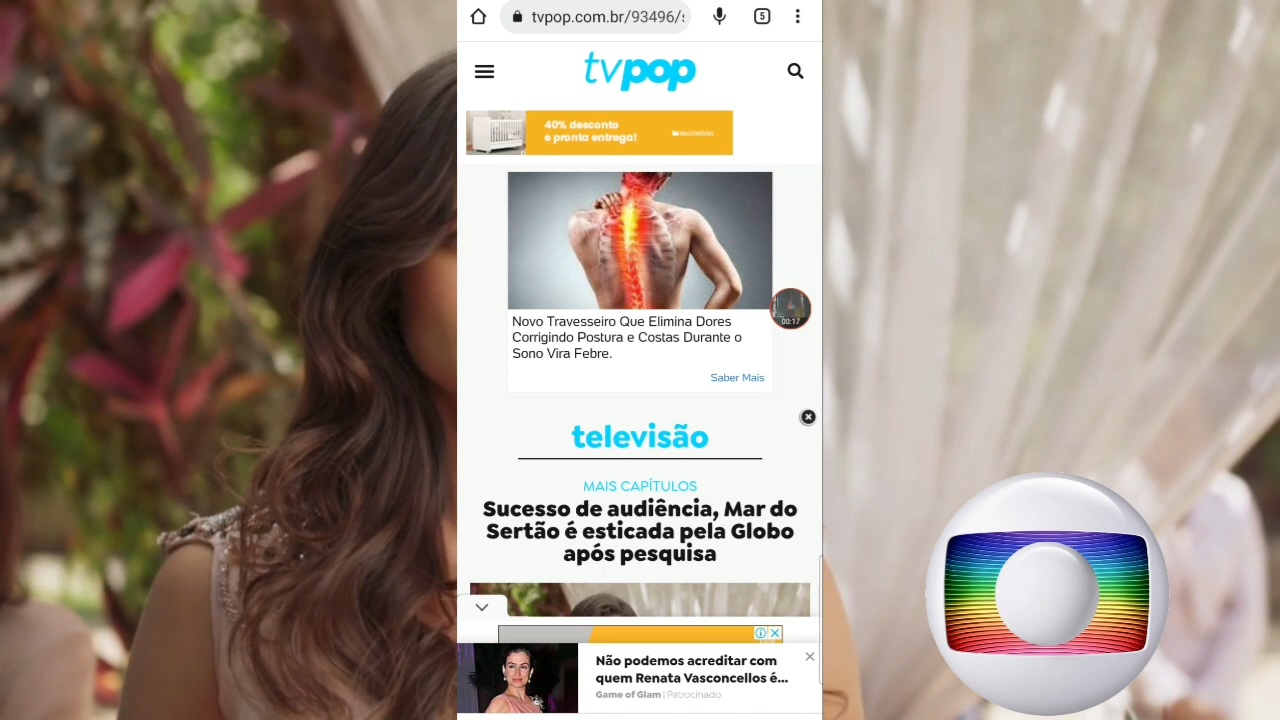 tvpop.com.br/93496/
5
tvpop
40% desconto
e pronta entrega!
MULTIMÓVEIS
Novo Travesseiro Que Elimina Dores
Corrigindo Postura e Costas Durante o
Sono Vira Febre.
00:17
Saber Mais
televisão
MAIS CAPÍTULOS
Sucesso de audiência, Mar do
Sertão é esticada pela Globo
após pesquisa
Não podemos acreditar com
quem Renata Vasconcellos é...
Game of Glam | Patrocinado